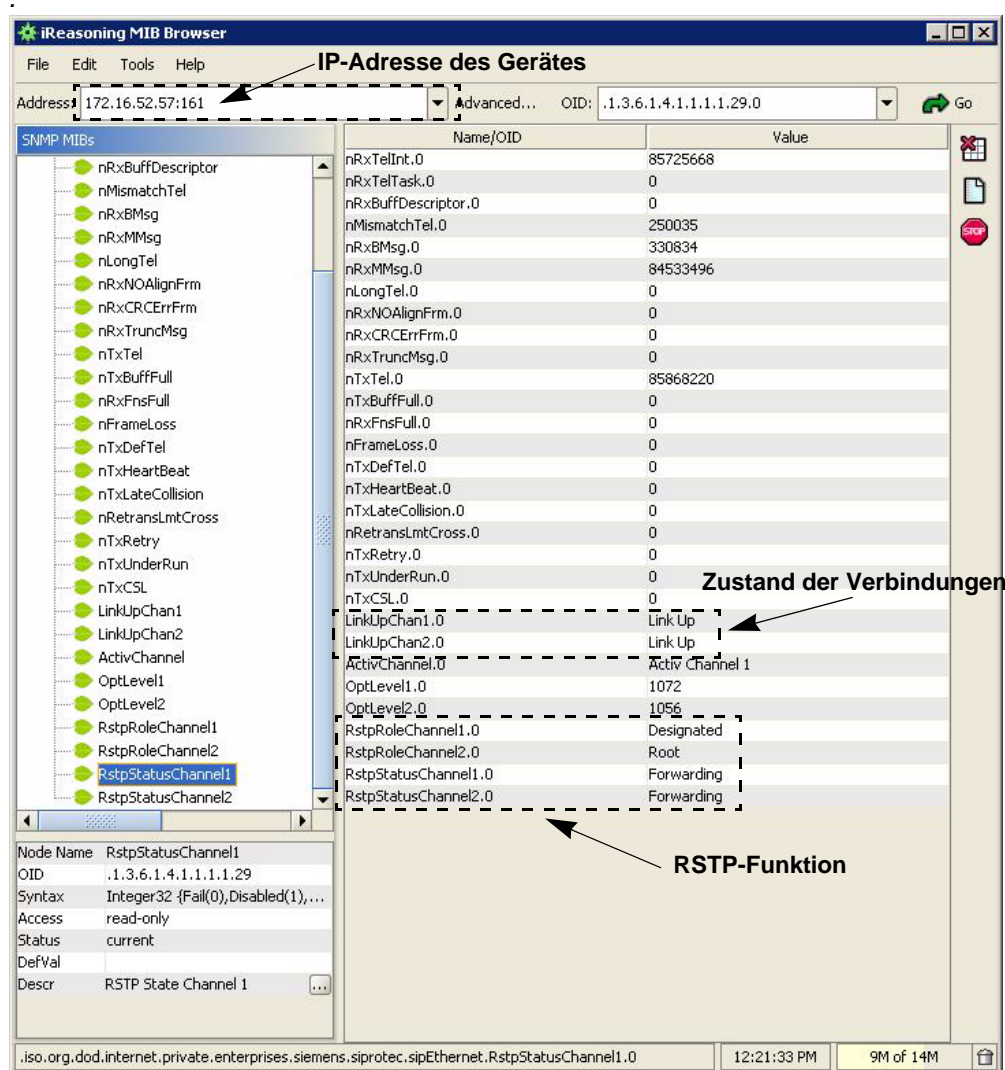 .
iReasoning MIB Browser
File Edit Tools Help
IP-Adresse des Gerätes
Address: 172.16.52.57:161 Advanced... OID: .1.3.6.1.4.1.1.1.1.29.0 Go
SNMP MIBs
nRxBuffDescriptor
nMismatchTel
nRxBMsg
nRxMMsg
nLongTel
nRxNOAlignFrm
nRxCRCErrFrm
nRxTruncMsg
nTxTel
nTxBuffFull
nRxFnsFull
nFrameLoss
nTxDefTel
nTxHeartBeat
nTxLateCollision
nRetransLmtCross
nTxRetry
nTxUnderRun
nTxCSL
LinkUpChan1
LinkUpChan2
ActivChannel
OptLevel1
OptLevel2
RstpRoleChannel1
RstpRoleChannel2
RstpStatusChannel1
RstpStatusChannel2
Name/OID Value
nRxTelInt.0 85725668
nRxTelTask.0 0
nRxBuffDescriptor.0 0
nMismatchTel.0 250035
nRxBMsg.0 330834
nRxMMsg.0 84533496
nLongTel.0 0
nRxNOAlignFrm.0 0
nRxCRCErrFrm.0 0
nRxTruncMsg.0 0
nTxTel.0 85868220
nTxBuffFull.0 0
nRxFnsFull.0 0
nFrameLoss.0 0
nTxDefTel.0 0
nTxHeartBeat.0 0
nTxLateCollision.0 0
nRetransLmtCross.0 0
nTxRetry.0 0
nTxUnderRun.0 0
nTxCSL.0 0
Zustand der Verbindungen
LinkUpChan1.0 Link Up
LinkUpChan2.0 Link Up
ActivChannel.0 Activ Channel 1
OptLevel1.0 1072
OptLevel2.0 1056
RstpRoleChannel1.0 Designated
RstpRoleChannel2.0 Root
RstpStatusChannel1.0 Forwarding
RstpStatusChannel2.0 Forwarding
RSTP-Funktion
STOP
Node Name RstpStatusChannel1
OID .1.3.6.1.4.1.1.1.1.29
Syntax Integer32 {Fail(0),Disabled(1),...
Access read-only
Status current
DefVal
Descr RSTP State Channel 1 ...
.iso.org.dod.internet.private.enterprises.siemens.siprotec.sipEthernet.RstpStatusChannel1.0 12:21:33 PM 9M of 14M